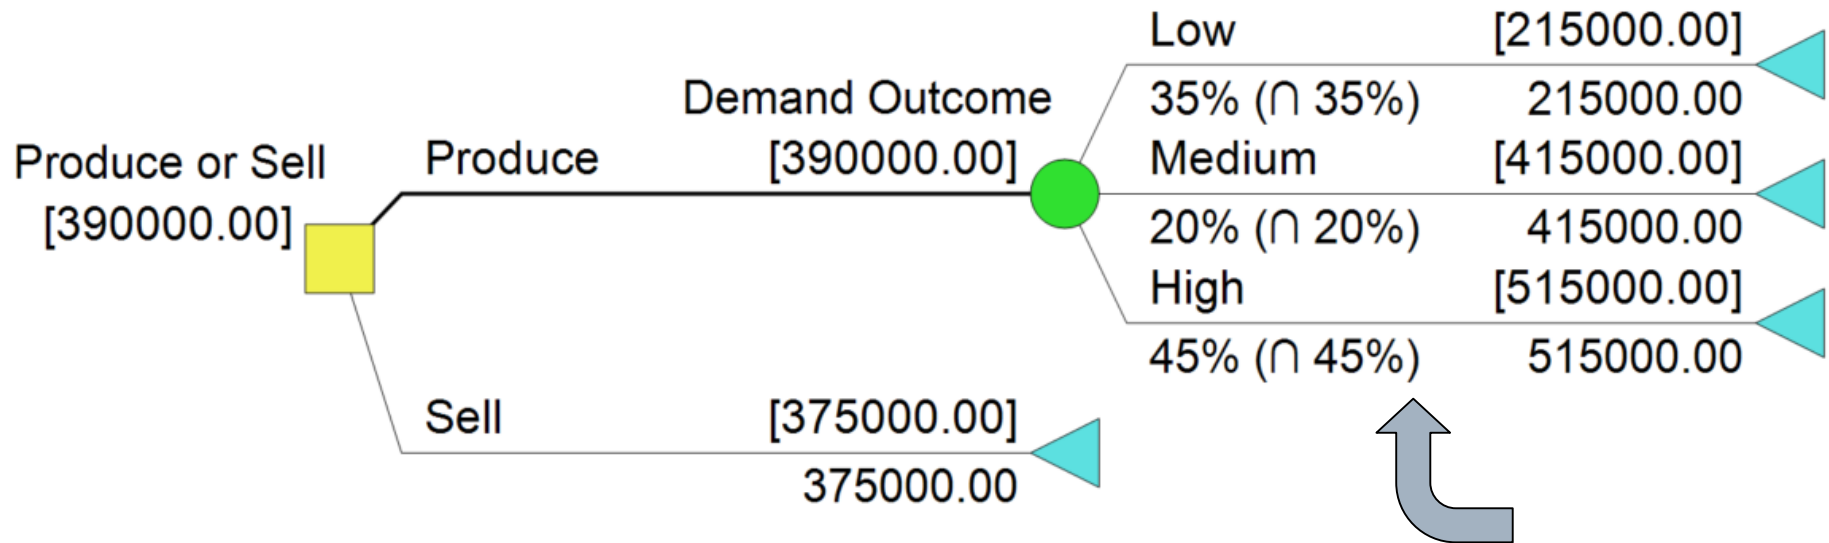 Produce or Sell
[390000.00]
Produce
Demand Outcome
[390000.00]
Low [215000.00]
35% (∩ 35%) 215000.00
Medium [415000.00]
20% (∩ 20%) 415000.00
High [515000.00]
45% (∩ 45%) 515000.00
Sell [375000.00]
375000.00